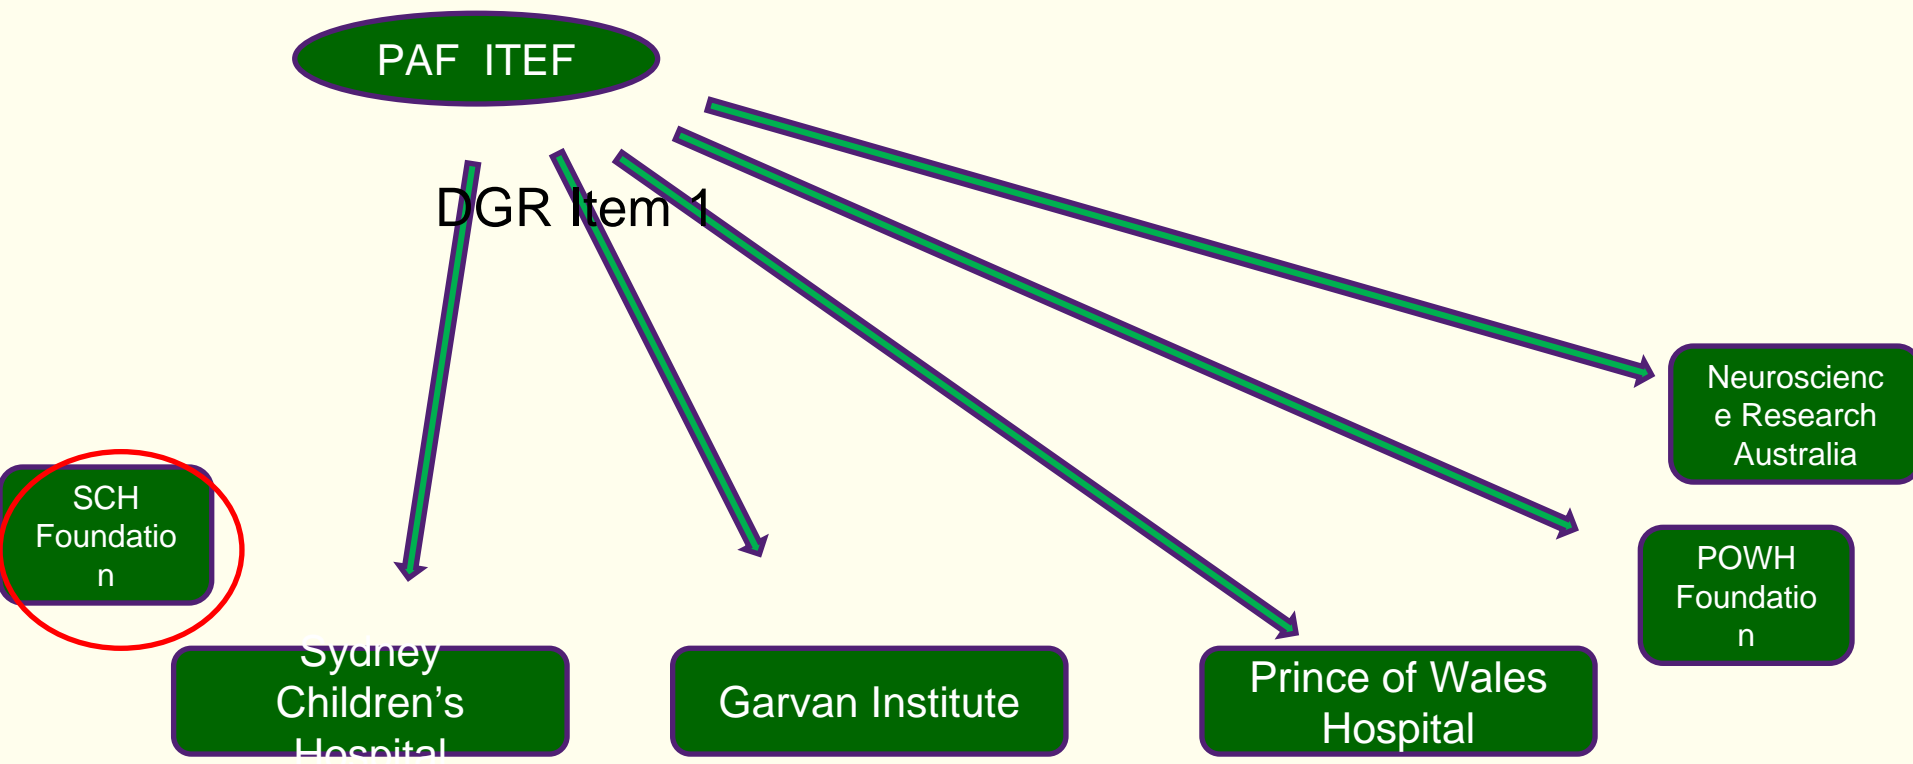 PAF ITEF
DGR Item 1
Neuroscienc
e Research
Australia
SCH
Foundatio
n
POWH
Foundatio
n
Sydney
Children’s
Hospital
Garvan Institute
Prince of Wales
Hospital